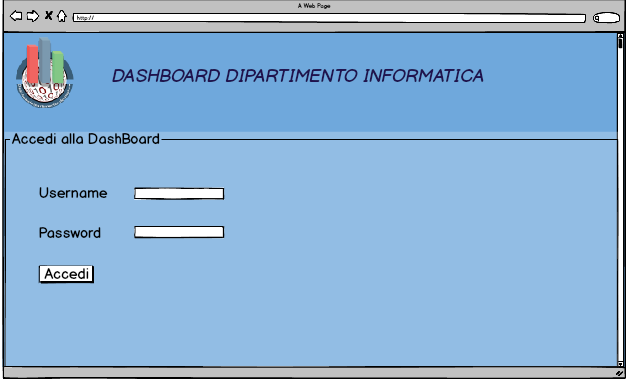 A Web Page
http://
DASHBOARD DIPARTIMENTO INFORMATICA
Accedi alla DashBoard
Username
Password
Accedi